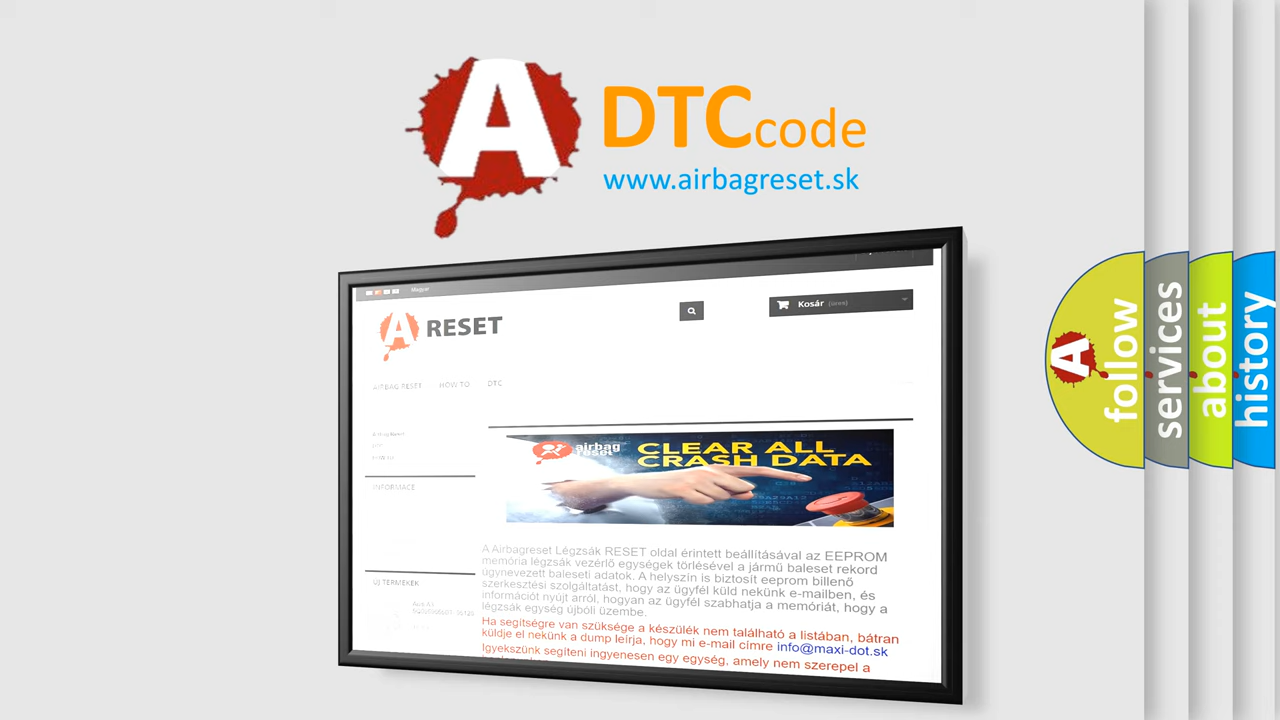 A
DTCcode
www.airbagreset.sk
Magyar
A RESET
Kosár (üres)
AIRBAG RESET HOW TO DTC
INFORMACE
ÚJ TERMÉKEK
airbag
reset
CLEAR ALL
CRASH DATA
A Airbagreset Légzsák RESET oldal érintett beállításával az EEPROM
memória légzsák vezérlő egységek törlésével a jármű baleset rekord
úgynevezett baleseti adatok. A helyszín is biztosít eeprom billenő
szerkesztési szolgáltatást, hogy az ügyfél küld nekünk e-mailben, és
információt nyújt arról, hogyan az ügyfél szabhatja a memóriát, hogy a
légzsák egység újbóli üzembe.
Ha segítségre van szüksége a készülék nem található a listában, bátran
küldje el nekünk a dump leírja, hogy mi e-mail címre info@maxi-dot.sk
Igyekszünk segíteni ingyenesen egy egység, amely nem szerepel a
A
follow
services
about
history